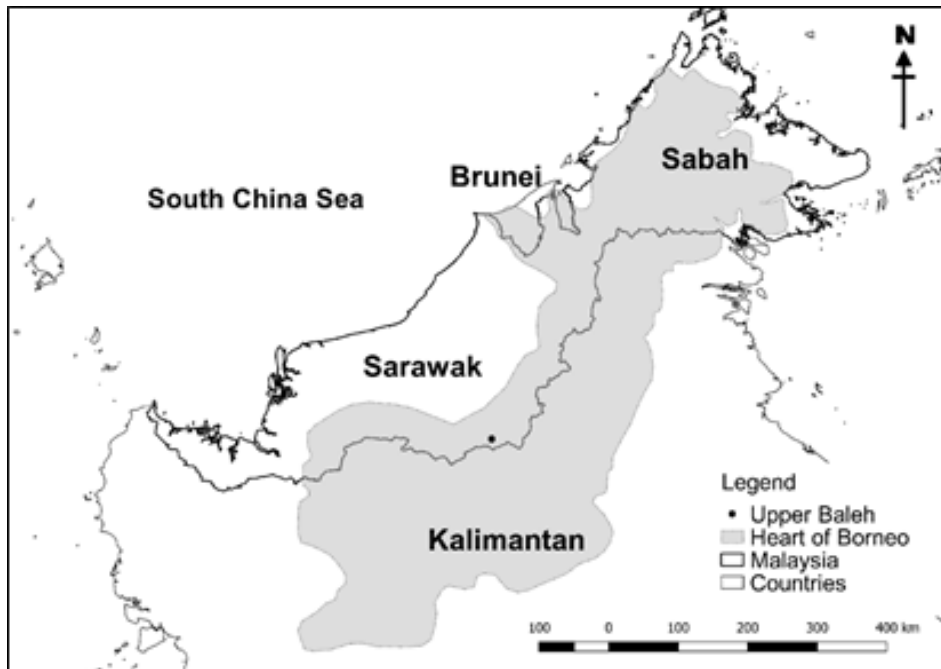 N
Sabah
Brunei
South China Sea
Sarawak
Kalimantan
Legend
Upper Baleh
Heart of Borneo
Malaysia
Countries
100 0 100 200 300 400 km